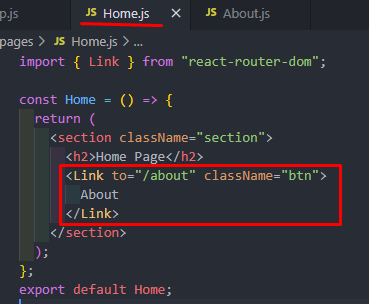 p.js JS Home.js X JS About.js
pages > JS Home.js > ...
import { Link } from "react-router-dom";
const Home = () => {
return (
<section className="section">
<h2>Home Page</h2>
<Link to="/about" className="btn">
About
</Link>
</section>
);
};
export default Home;